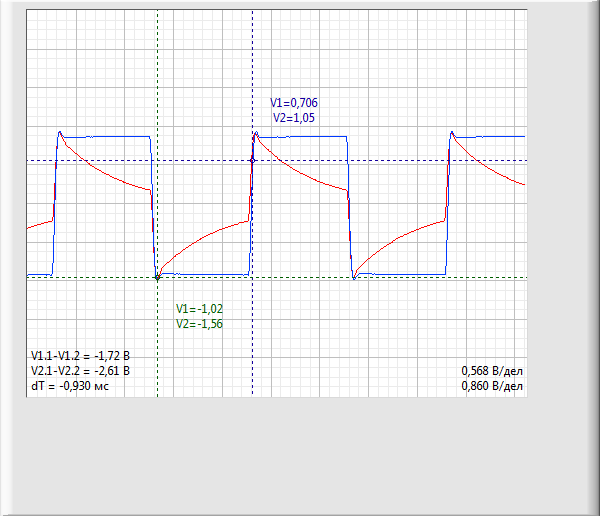 V1=0,706
V2=1,05
V1=-1,02
V2=-1,56
V1.1-V1.2 = -1,72 В
V2.1-V2.2 = -2,61 В
0,568 В/дел
dT = -0,930 мс
0,860 В/дел